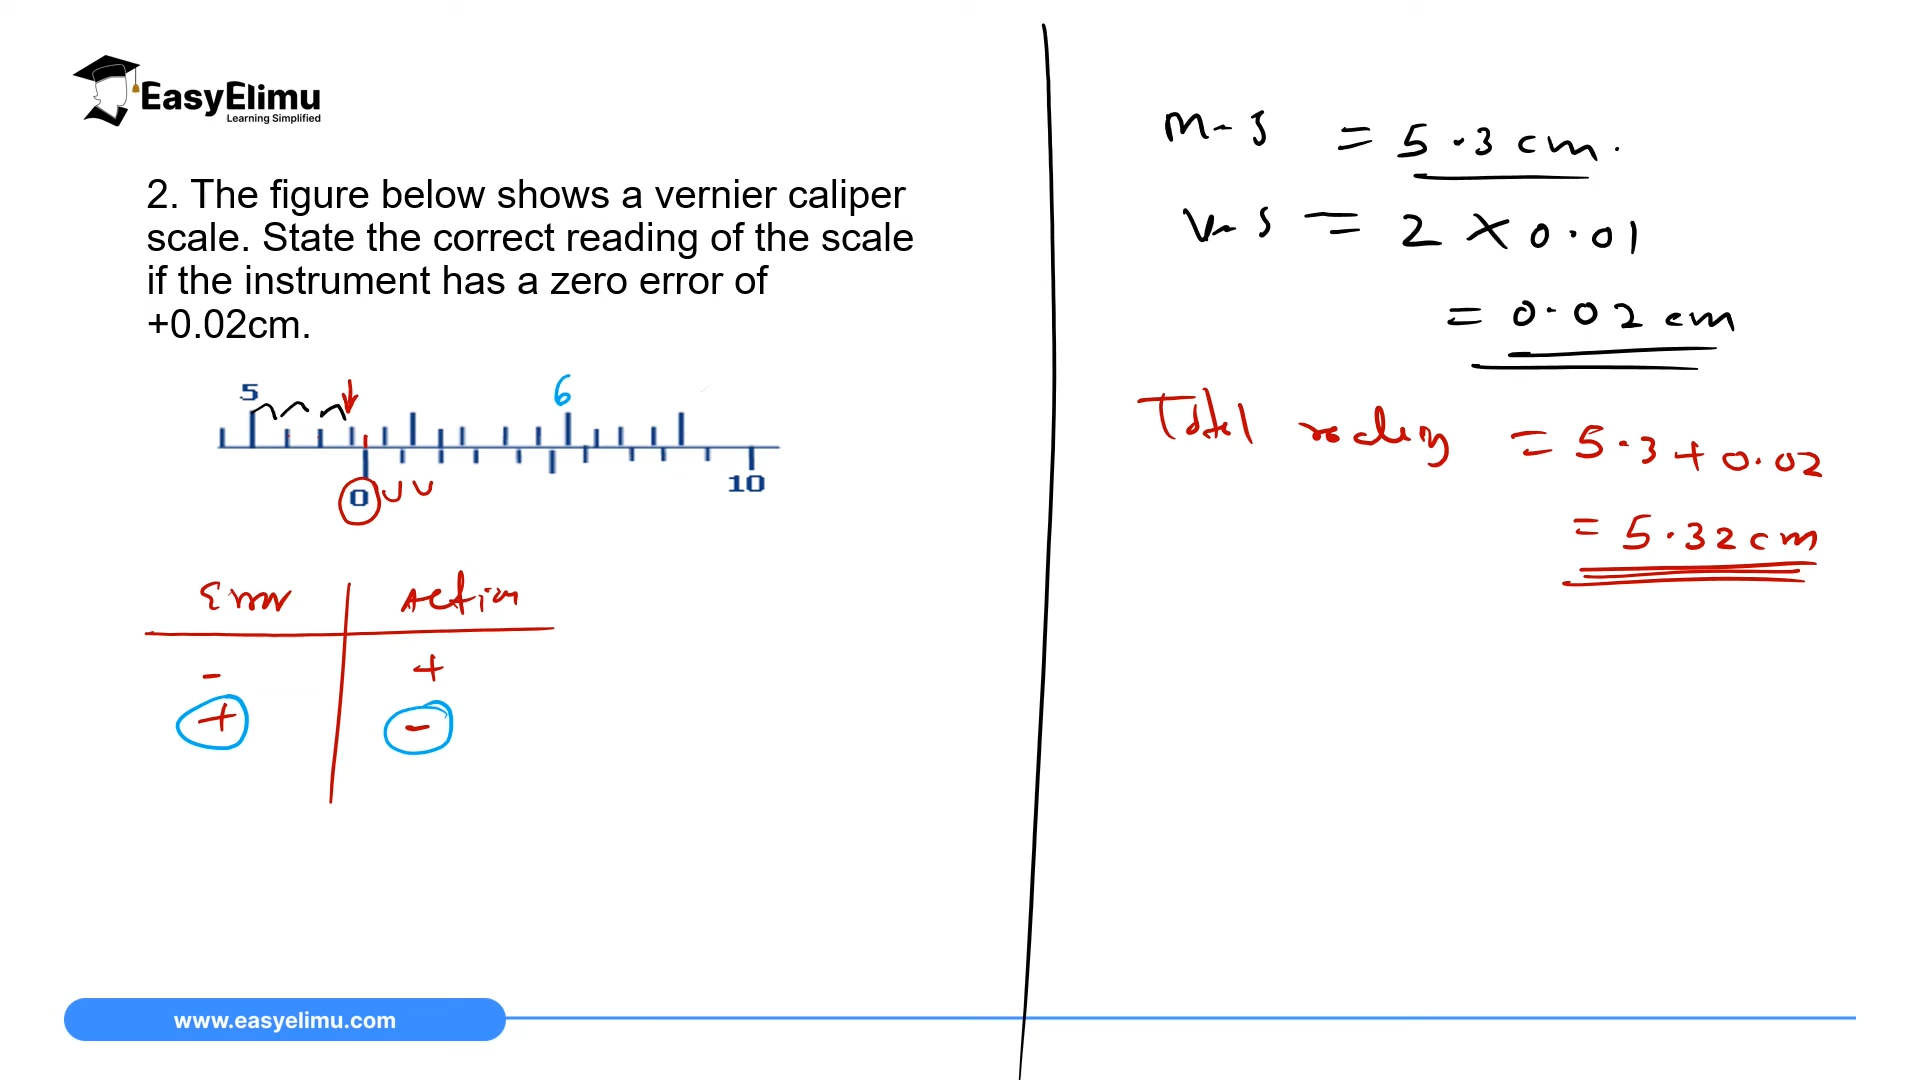 EasyElimu
Learning Simplified
2. The figure below shows a vernier caliper
scale. State the correct reading of the scale
if the instrument has a zero error of
+0.02cm.
5 6
0 10
Error Action
- +
+ -
www.easyelimu.com
M-S = 5.3 cm.
V-S = 2 × 0.01
= 0.02 cm
Total reading = 5.3 + 0.02
= 5.32 cm